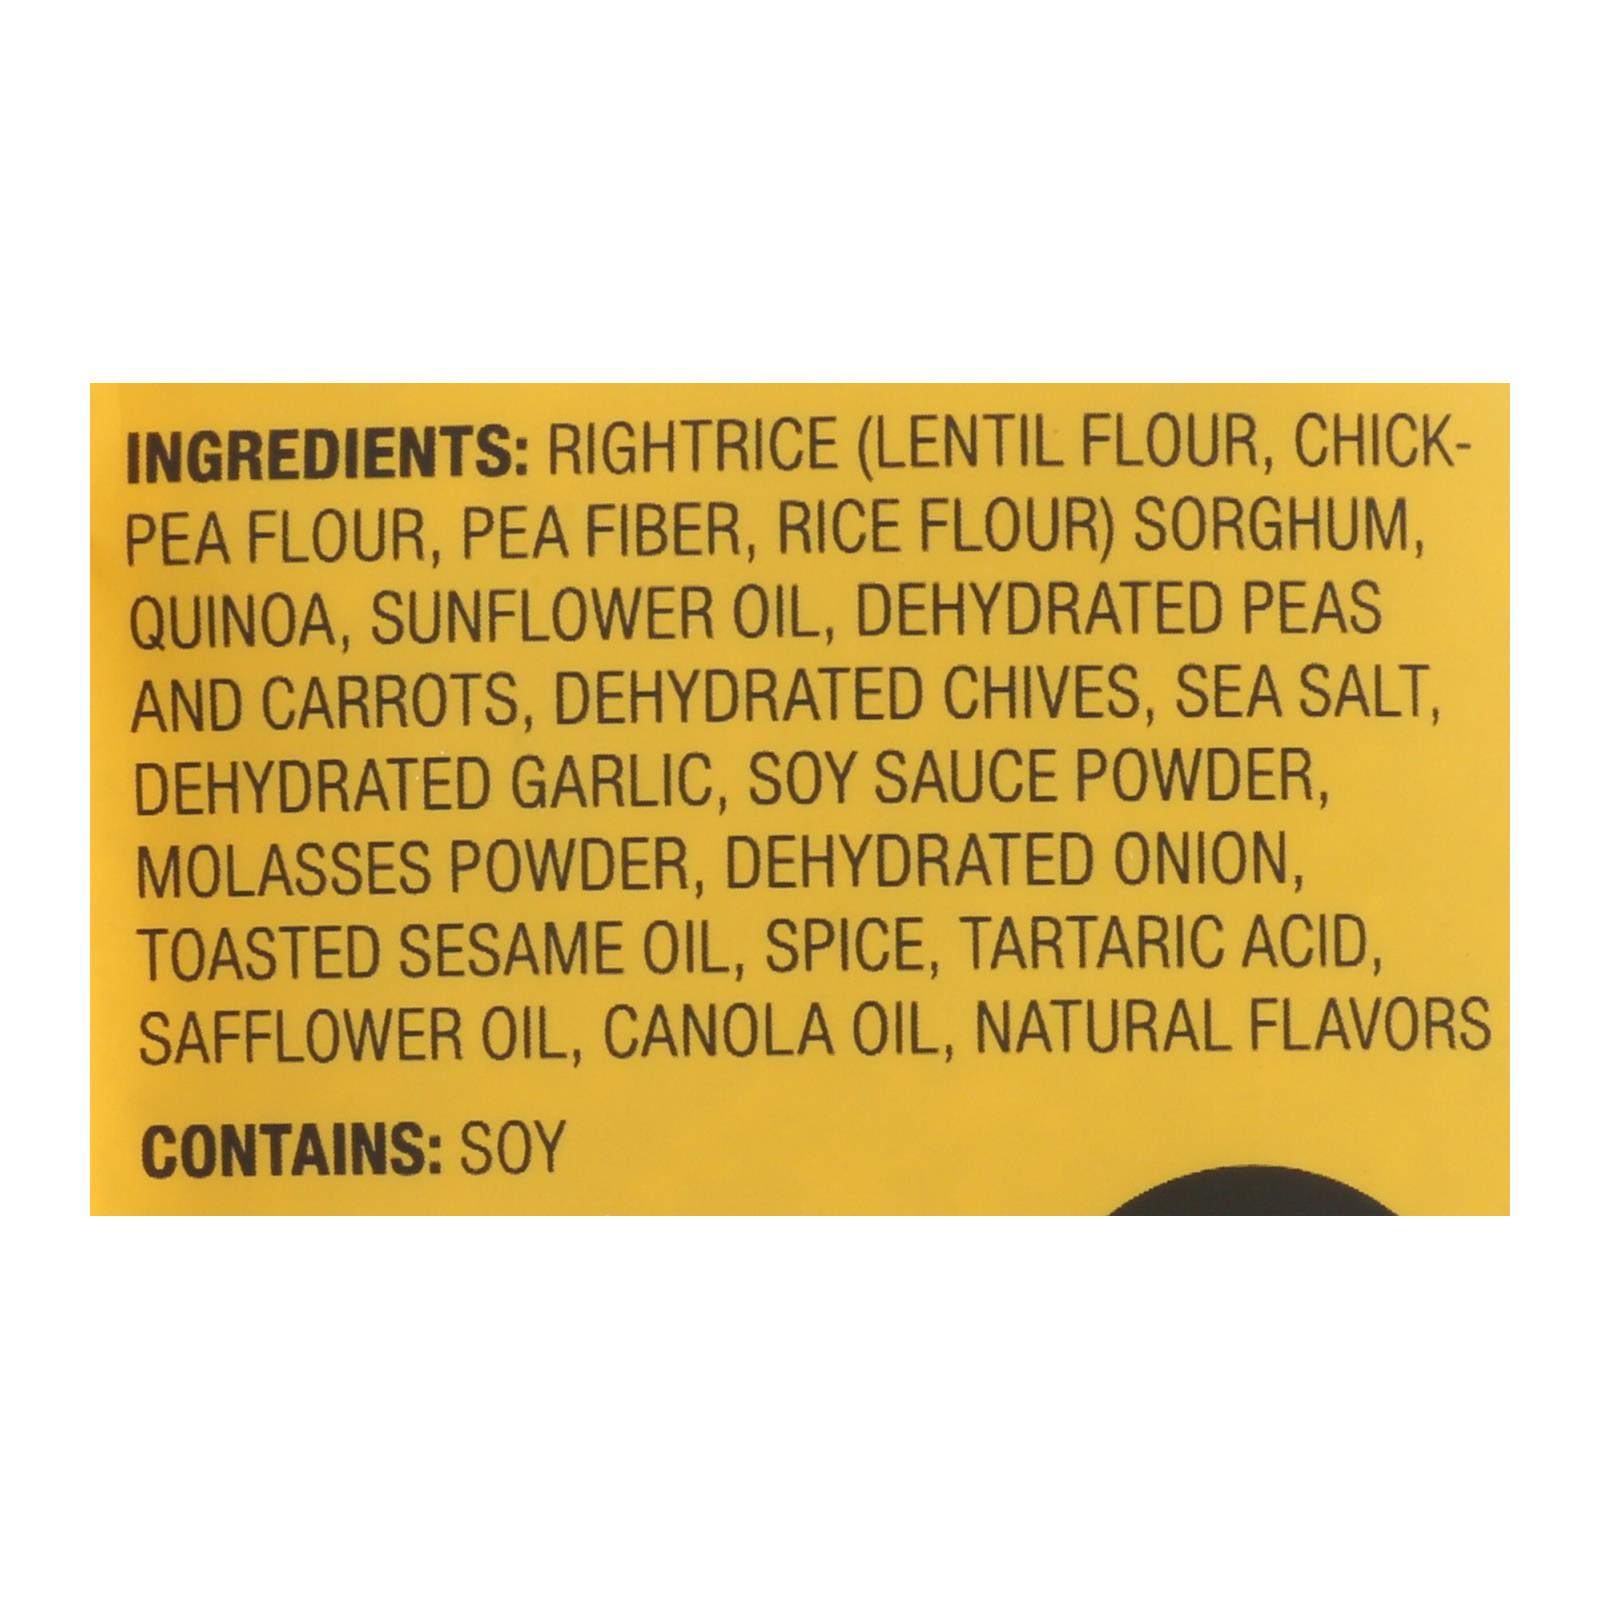 INGREDIENTS: RIGHTRICE (LENTIL FLOUR, CHICK-
PEA FLOUR, PEA FIBER, RICE FLOUR) SORGHUM,
QUINOA, SUNFLOWER OIL, DEHYDRATED PEAS
AND CARROTS, DEHYDRATED CHIVES, SEA SALT,
DEHYDRATED GARLIC, SOY SAUCE POWDER,
MOLASSES POWDER, DEHYDRATED ONION,
TOASTED SESAME OIL, SPICE, TARTARIC ACID,
SAFFLOWER OIL, CANOLA OIL, NATURAL FLAVORS
CONTAINS: SOY